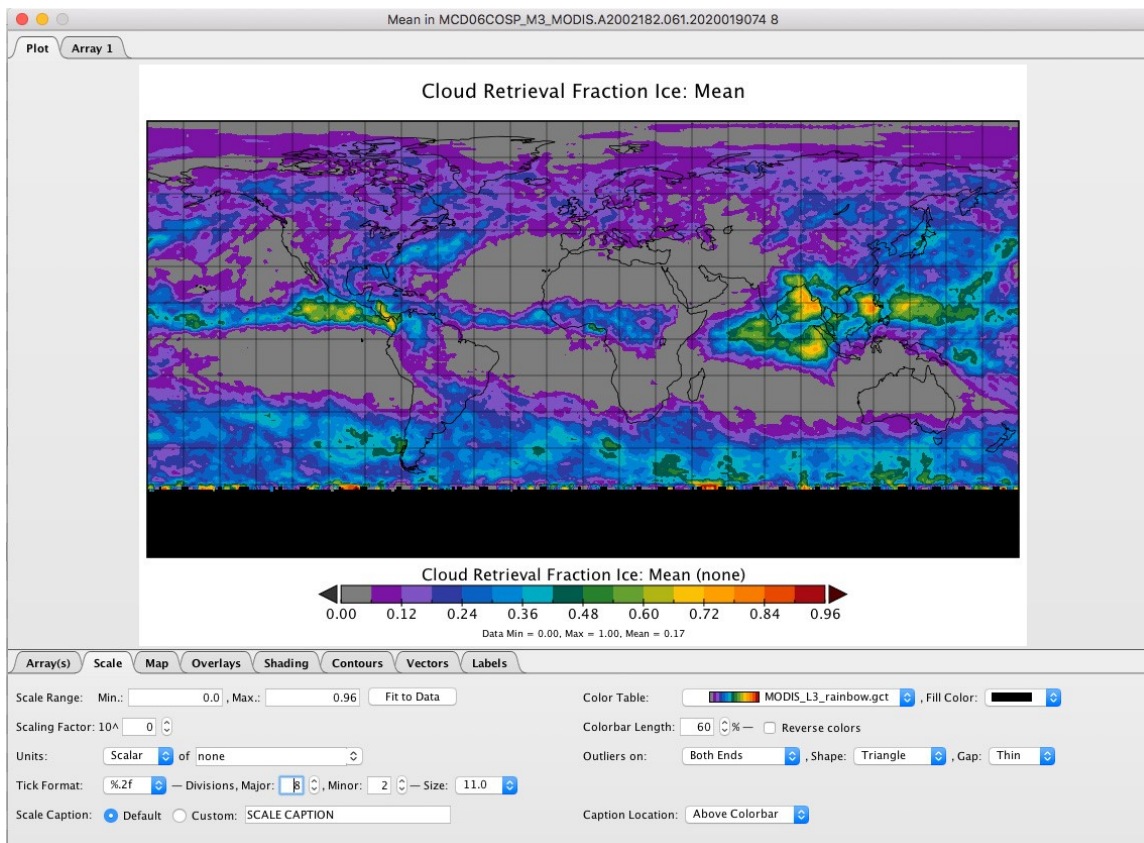 Mean in MCD06COSP_M3_MODIS.A2002182.061.2020019074 8
Plot Array 1
Cloud Retrieval Fraction Ice: Mean
Cloud Retrieval Fraction Ice: Mean (none)
0.00 0.12 0.24 0.36 0.48 0.60 0.72 0.84 0.96
Data Min = 0.00, Max = 1.00, Mean = 0.17
Array(s) Scale Map Overlays Shading Contours Vectors Labels
Scale Range: Min.: 0.0 , Max.: 0.96 Fit to Data Color Table: MODIS_L3_rainbow.gct , Fill Color:
Scaling Factor: 10^ 0 Colorbar Length: 60 % — Reverse colors
Units: Scalar of none Outliers on: Both Ends , Shape: Triangle , Gap: Thin
Tick Format: %.2f — Divisions, Major: 8 , Minor: 2 — Size: 11.0
Scale Caption: Default Custom: SCALE CAPTION Caption Location: Above Colorbar